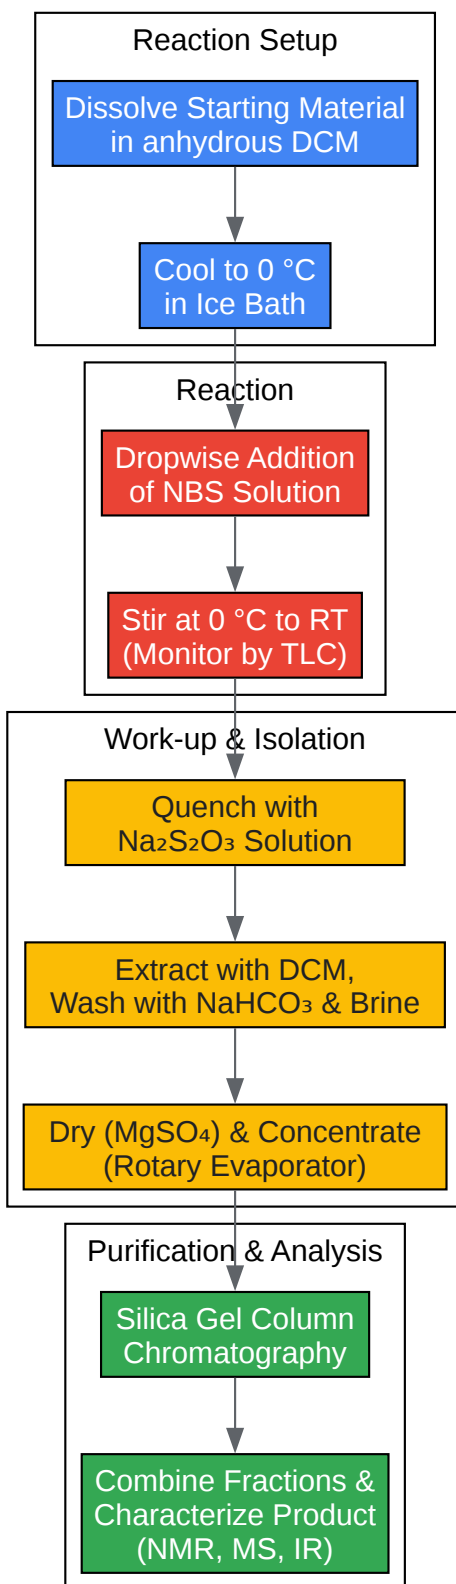 Reaction Setup
Dissolve Starting Material
in anhydrous DCM
Cool to 0 °C
in Ice Bath
Reaction
Dropwise Addition
of NBS Solution
Stir at 0 °C to RT
(Monitor by TLC)
Work-up & Isolation
Quench with
Na₂S₂O₃ Solution
Extract with DCM,
Wash with NaHCO₃ & Brine
Dry (MgSO₄) & Concentrate
(Rotary Evaporator)
Purification & Analysis
Silica Gel Column
Chromatography
Combine Fractions &
Characterize Product
(NMR, MS, IR)